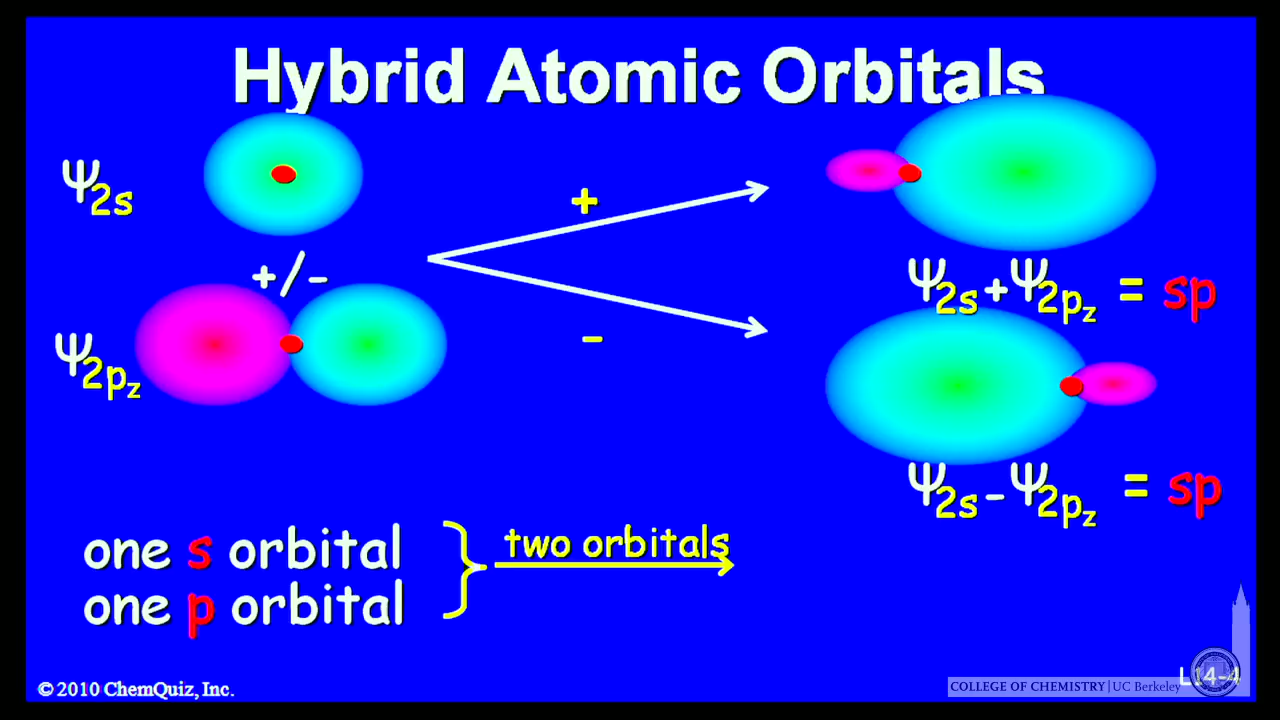 Hybrid Atomic Orbitals
Ψ2s
+
+/-
Ψ2pz
-
Ψ2s+Ψ2pz = sp
Ψ2s-Ψ2pz = sp
one s orbital
one p orbital
two orbitals
© 2010 ChemQuiz, Inc.
L14-4
COLLEGE OF CHEMISTRY | UC Berkeley